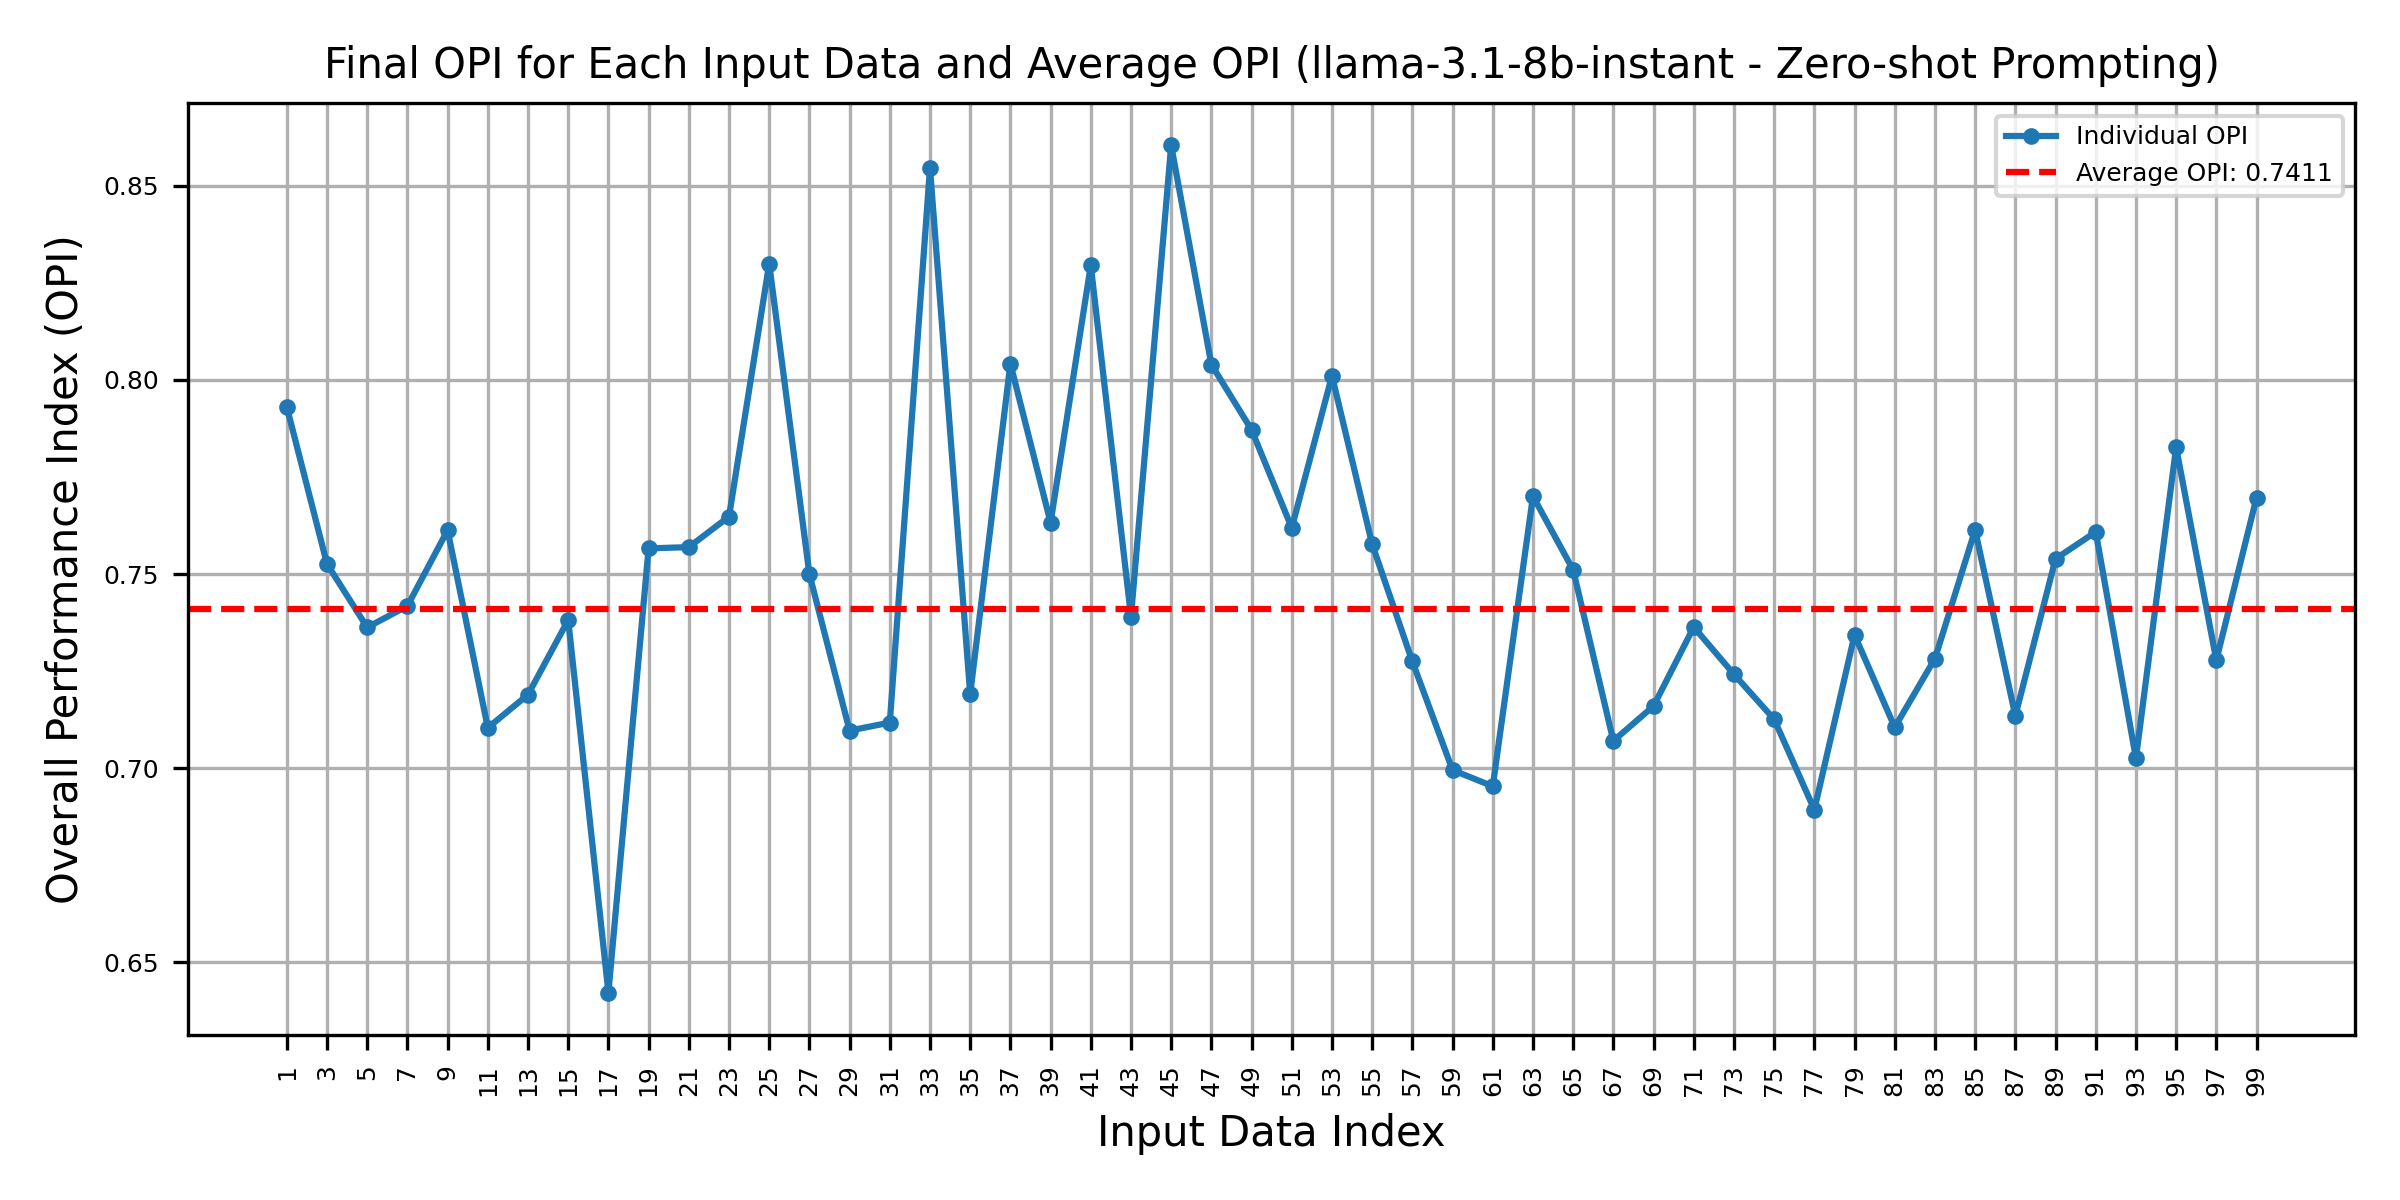 Final OPI for Each Input Data and Average OPI (llama-3.1-8b-instant - Zero-shot Prompting)
Individual OPI
Average OPI: 0.7411
Overall Performance Index (OPI)
0.85
0.80
0.75
0.70
0.65
1 3 5 7 9 11 13 15 17 19 21 23 25 27 29 31 33 35 37 39 41 43 45 47 49 51 53 55 57 59 61 63 65 67 69 71 73 75 77 79 81 83 85 87 89 91 93 95 97 99
Input Data Index